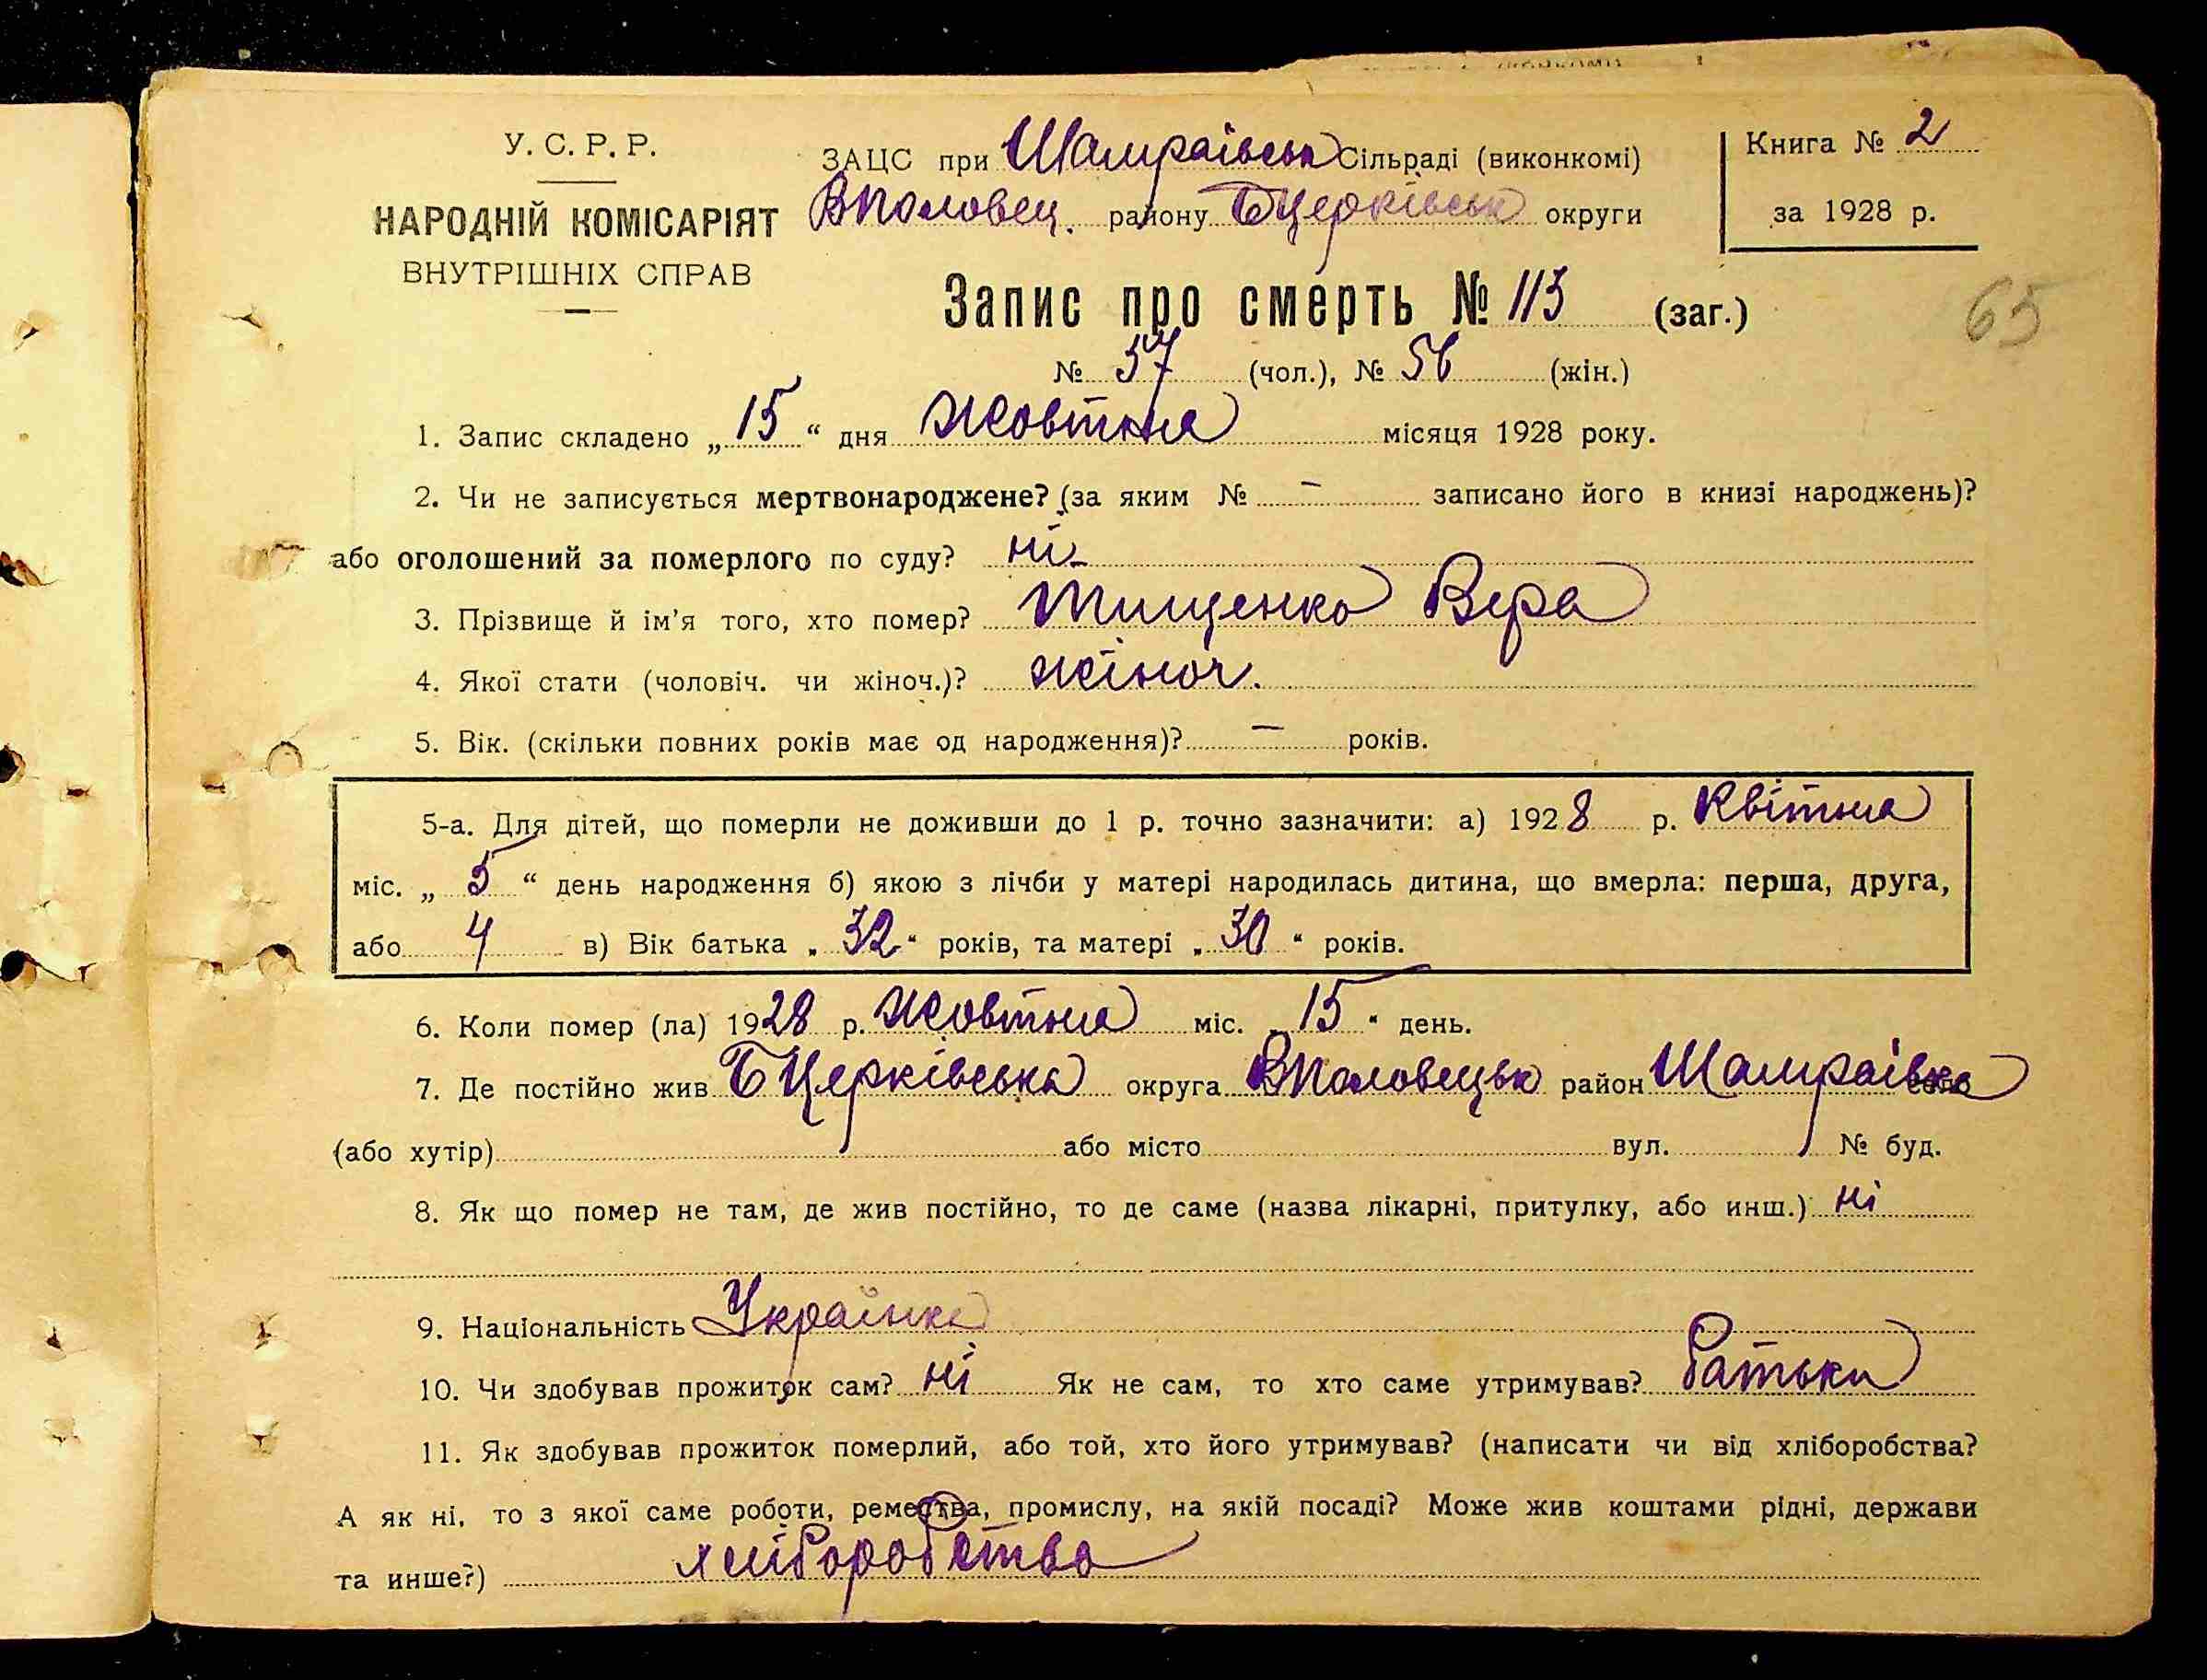 У. С. Р. Р.
НАРОДНІЙ КОМІСАРІЯТ
ВНУТРІШНІХ СПРАВ
ЗАЦС при Шамраївськ Сільраді (виконкомі)
ВПоловец. району БЦерківськ округи
Книга № 2
за 1928 р.
Запис про смерть № 113 (заг.)
65
№ 57 (чол.), № 56 (жін.)
1. Запис складено „15“ дня Жовтня місяця 1928 року.
2. Чи не записується мертвонароджене? (за яким № – записано його в книзі народжень)?
або оголошений за померлого по суду? ні
3. Прізвище й ім'я того, хто помер? Тищенко Вера
4. Якої стати (чоловіч. чи жіноч.)? жіноч.
5. Вік. (скільки повних років має од народження)? – років.
5-а. Для дітей, що померли не доживши до 1 р. точно зазначити: а) 1928 р. Квітня
міс. „5“ день народження б) якою з лічби у матері народилась дитина, що вмерла: перша, друга,
або 4 в) Вік батька „32“ років, та матері „30“ років.
6. Коли помер (ла) 1928 р. Жовтня міс. „15“ день.
7. Де постійно жив БЦерківська округа ВПоловецьк район Шамраївка село
(або хутір) або місто вул. № буд.
8. Як що помер не там, де жив постійно, то де саме (назва лікарні, притулку, або инш.) ні
9. Національність Українка
10. Чи здобував прожиток сам? ні Як не сам, то хто саме утримував? батьки
11. Як здобував прожиток померлий, або той, хто його утримував? (написати чи від хліборобства?
А як ні, то з якої саме роботи, ремества, промислу, на якій посаді? Може жив коштами рідні, держави
та инше?) хліборобство